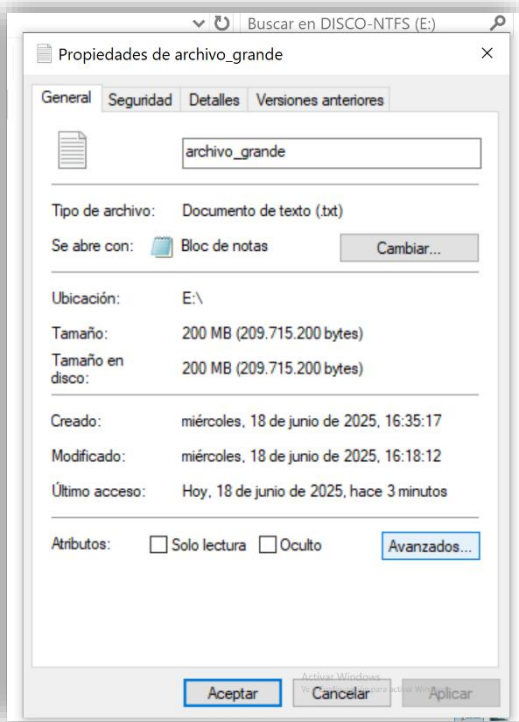 Buscar en DISCO-NTFS (E:)
Propiedades de archivo_grande
General Seguridad Detalles Versiones anteriores
archivo_grande
Tipo de archivo: Documento de texto (.txt)
Se abre con: Bloc de notas Cambiar...
Ubicación: E:\
Tamaño: 200 MB (209.715.200 bytes)
Tamaño en disco: 200 MB (209.715.200 bytes)
Creado: miércoles, 18 de junio de 2025, 16:35:17
Modificado: miércoles, 18 de junio de 2025, 16:18:12
Último acceso: Hoy, 18 de junio de 2025, hace 3 minutos
Atributos: Solo lectura Oculto Avanzados...
Activar Windows
Aceptar Cancelar Aplicar